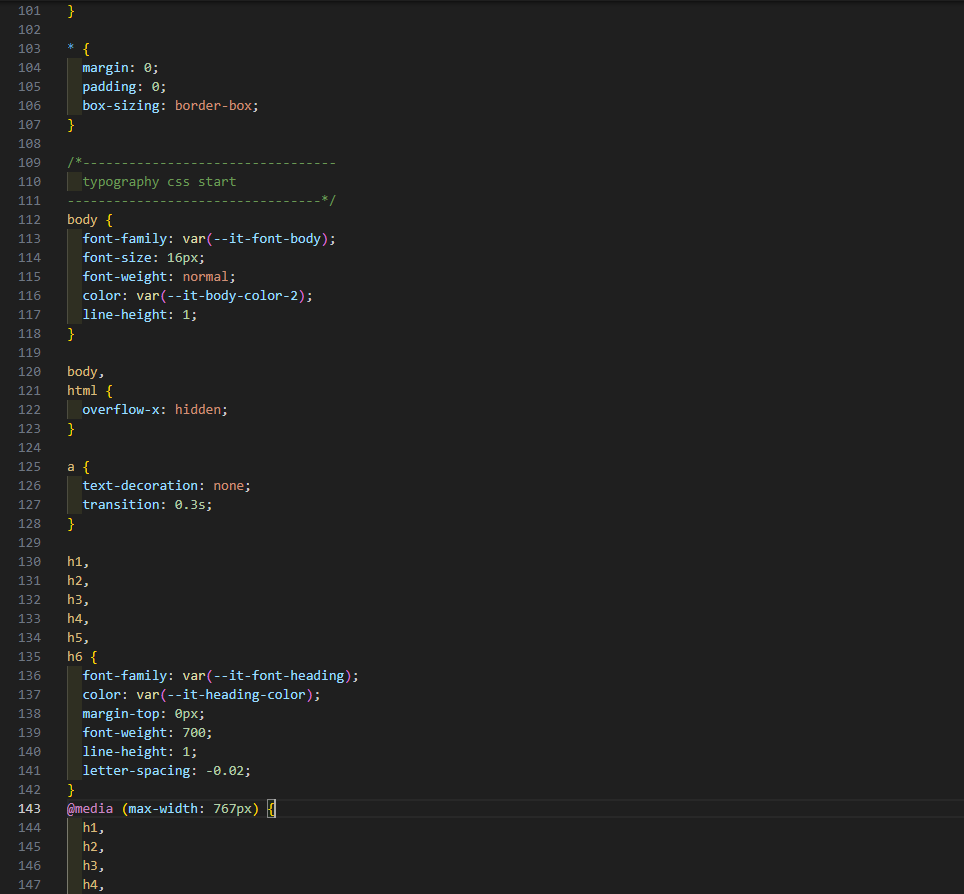 101 }
102
103 * {
104   margin: 0;
105   padding: 0;
106   box-sizing: border-box;
107 }
108
109 /*---------------------------------
110   typography css start
111 ---------------------------------*/
112 body {
113   font-family: var(--it-font-body);
114   font-size: 16px;
115   font-weight: normal;
116   color: var(--it-body-color-2);
117   line-height: 1;
118 }
119
120 body,
121 html {
122   overflow-x: hidden;
123 }
124
125 a {
126   text-decoration: none;
127   transition: 0.3s;
128 }
129
130 h1,
131 h2,
132 h3,
133 h4,
134 h5,
135 h6 {
136   font-family: var(--it-font-heading);
137   color: var(--it-heading-color);
138   margin-top: 0px;
139   font-weight: 700;
140   line-height: 1;
141   letter-spacing: -0.02;
142 }
143 @media (max-width: 767px) {
144   h1,
145   h2,
146   h3,
147   h4,